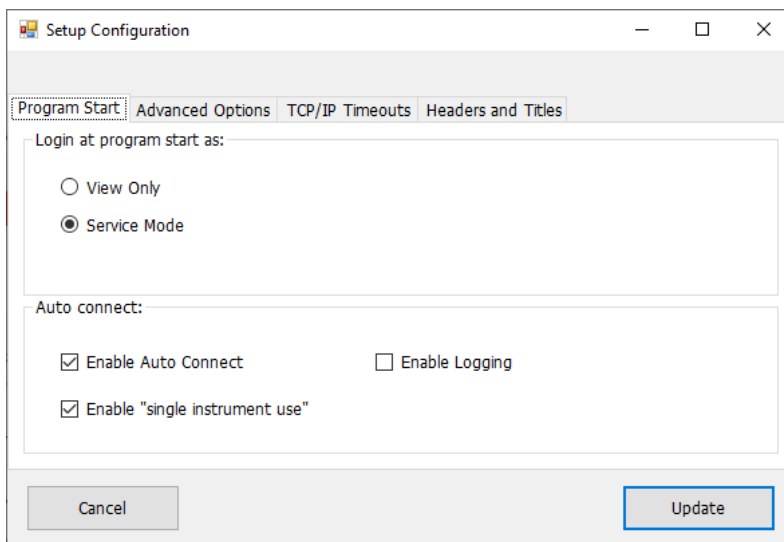 Setup Configuration
Program Start Advanced Options TCP/IP Timeouts Headers and Titles
Login at program start as:
View Only
Service Mode
Auto connect:
Enable Auto Connect Enable Logging
Enable "single instrument use"
Cancel Update